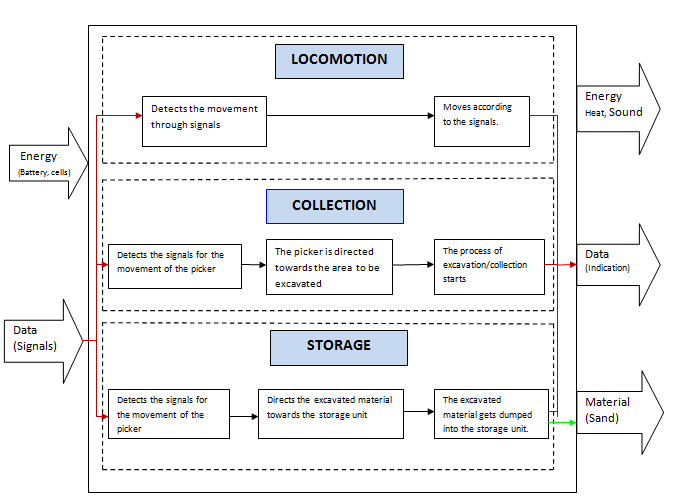 LOCOMOTION
Detects the movement
through signals
Moves according
to the signals.
Energy
Heat, Sound
Energy
(Battery, cells)
COLLECTION
Detects the signals for the
movement of the picker
The picker is directed
towards the area to be
excavated
The process of
excavation/collection
starts
Data
(Indication)
Data
(Signals)
STORAGE
Detects the signals for
the movement of the
picker
Directs the excavated material
towards the storage unit
The excavated
material gets dumped
into the storage unit.
Material
(Sand)